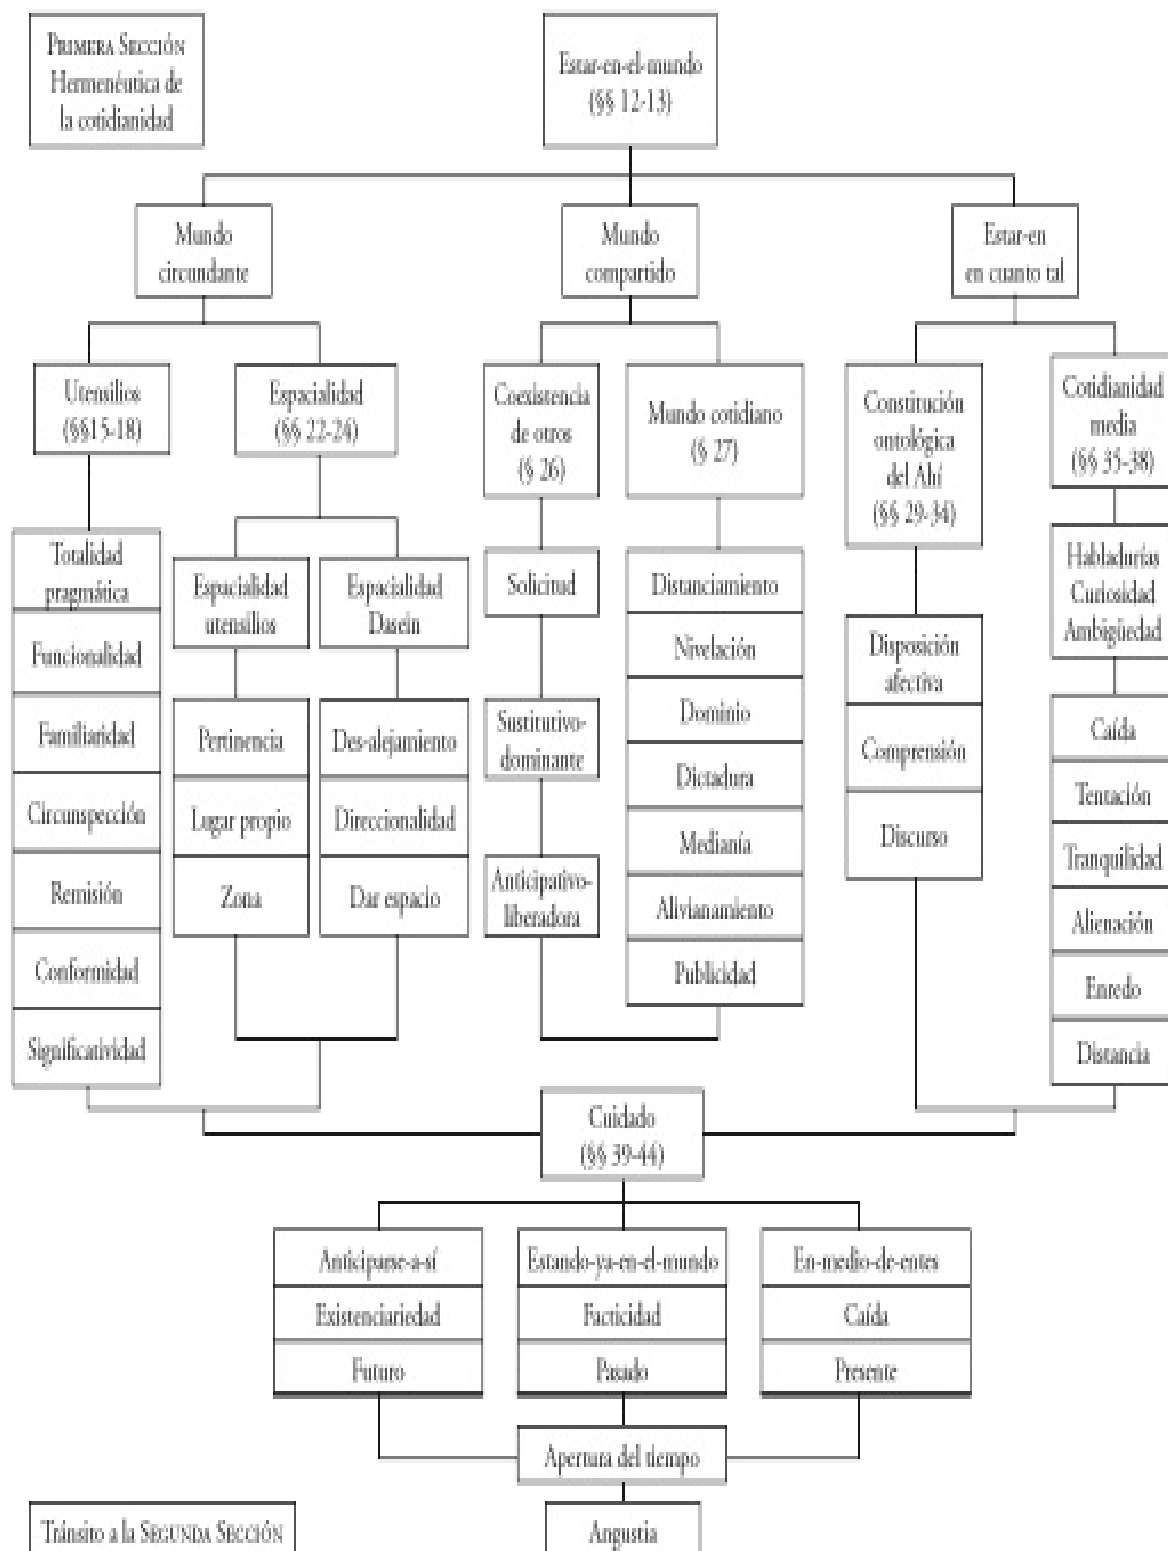 PRIMERA SECCIÓN
Hermenéutica de
la cotidianidad
Estar-en-el-mundo
(§§ 12-13)
Mundo
circundante
Mundo
compartido
Estar-en
en cuanto tal
Utensilios
(§§15-18)
Espacialidad
(§§ 22-24)
Coexistencia
de otros
(§ 26)
Mundo cotidiano
(§ 27)
Constitución
ontológica
del Ahí
(§§ 29-34)
Cotidianidad
media
(§§ 35-38)
Totalidad
pragmática
Funcionalidad
Familiaridad
Circunspección
Remisión
Conformidad
Significatividad
Espacialidad
utensilios
Pertinencia
Lugar propio
Zona
Espacialidad
Dasein
Des-alejamiento
Direccionalidad
Dar espacio
Solicitud
Sustitutivo-
dominante
Anticipativo-
liberadora
Distanciamiento
Nivelación
Dominio
Dictadura
Medianía
Alivianamiento
Publicidad
Disposición
afectiva
Comprensión
Discurso
Habladurías
Curiosidad
Ambigüedad
Caída
Tentación
Tranquilidad
Alienación
Enredo
Distancia
Cuidado
(§§ 39-44)
Anticiparse-a-sí
Existenciariedad
Futuro
Estando-ya-en-el-mundo
Facticidad
Pasado
En-medio-de-entes
Caída
Presente
Apertura del tiempo
Tránsito a la SEGUNDA SECCIÓN
Angustia